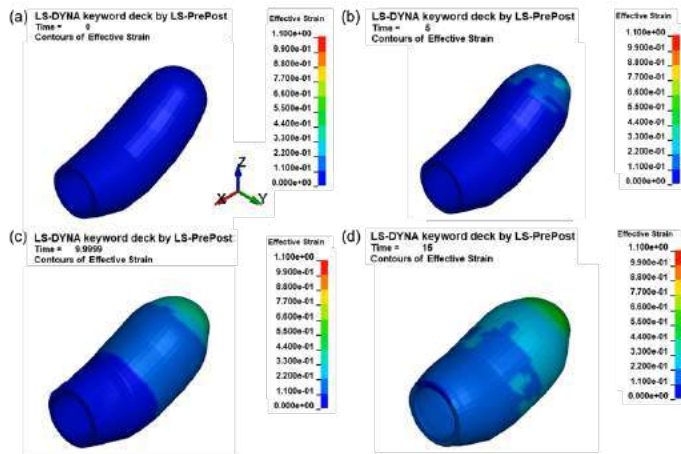 (a)
LS-DYNA keyword deck by LS-PrePost
Time = 0
Contours of Effective Strain
Effective Strain
1.100e+00
9.900e-01
8.800e-01
7.700e-01
6.600e-01
5.500e-01
4.400e-01
3.300e-01
2.200e-01
1.100e-01
0.000e+00
X
Z
Y
(b)
LS-DYNA keyword deck by LS-PrePost
Time = 5
Contours of Effective Strain
Effective Strain
1.100e+00
9.900e-01
8.800e-01
7.700e-01
6.600e-01
5.500e-01
4.400e-01
3.300e-01
2.200e-01
1.100e-01
0.000e+00
(c)
LS-DYNA keyword deck by LS-PrePost
Time = 9.9999
Contours of Effective Strain
Effective Strain
1.100e+00
9.900e-01
8.800e-01
7.700e-01
6.600e-01
5.500e-01
4.400e-01
3.300e-01
2.200e-01
1.100e-01
0.000e+00
(d)
LS-DYNA keyword deck by LS-PrePost
Time = 15
Contours of Effective Strain
Effective Strain
1.100e+00
9.900e-01
8.800e-01
7.700e-01
6.600e-01
5.500e-01
4.400e-01
3.300e-01
2.200e-01
1.100e-01
0.000e+00